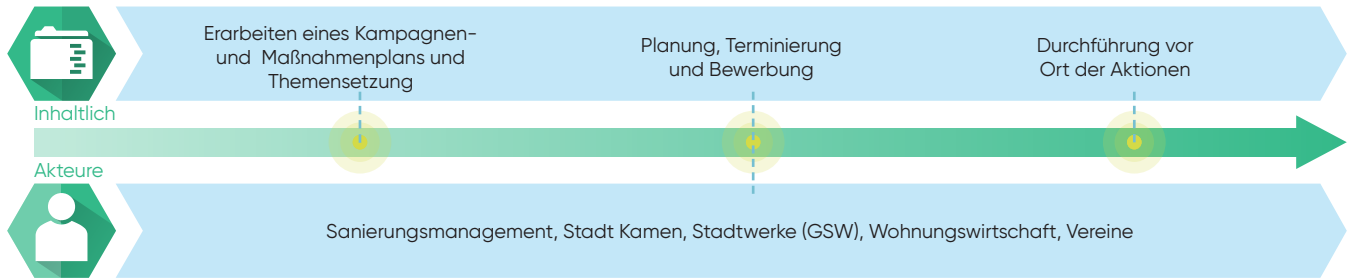 Erarbeiten eines Kampagnen-
und Maßnahmenplans und
Themensetzung
Planung, Terminierung
und Bewerbung
Durchführung vor
Ort der Aktionen
Inhaltlich
Akteure
Sanierungsmanagement, Stadt Kamen, Stadtwerke (GSW), Wohnungswirtschaft, Vereine